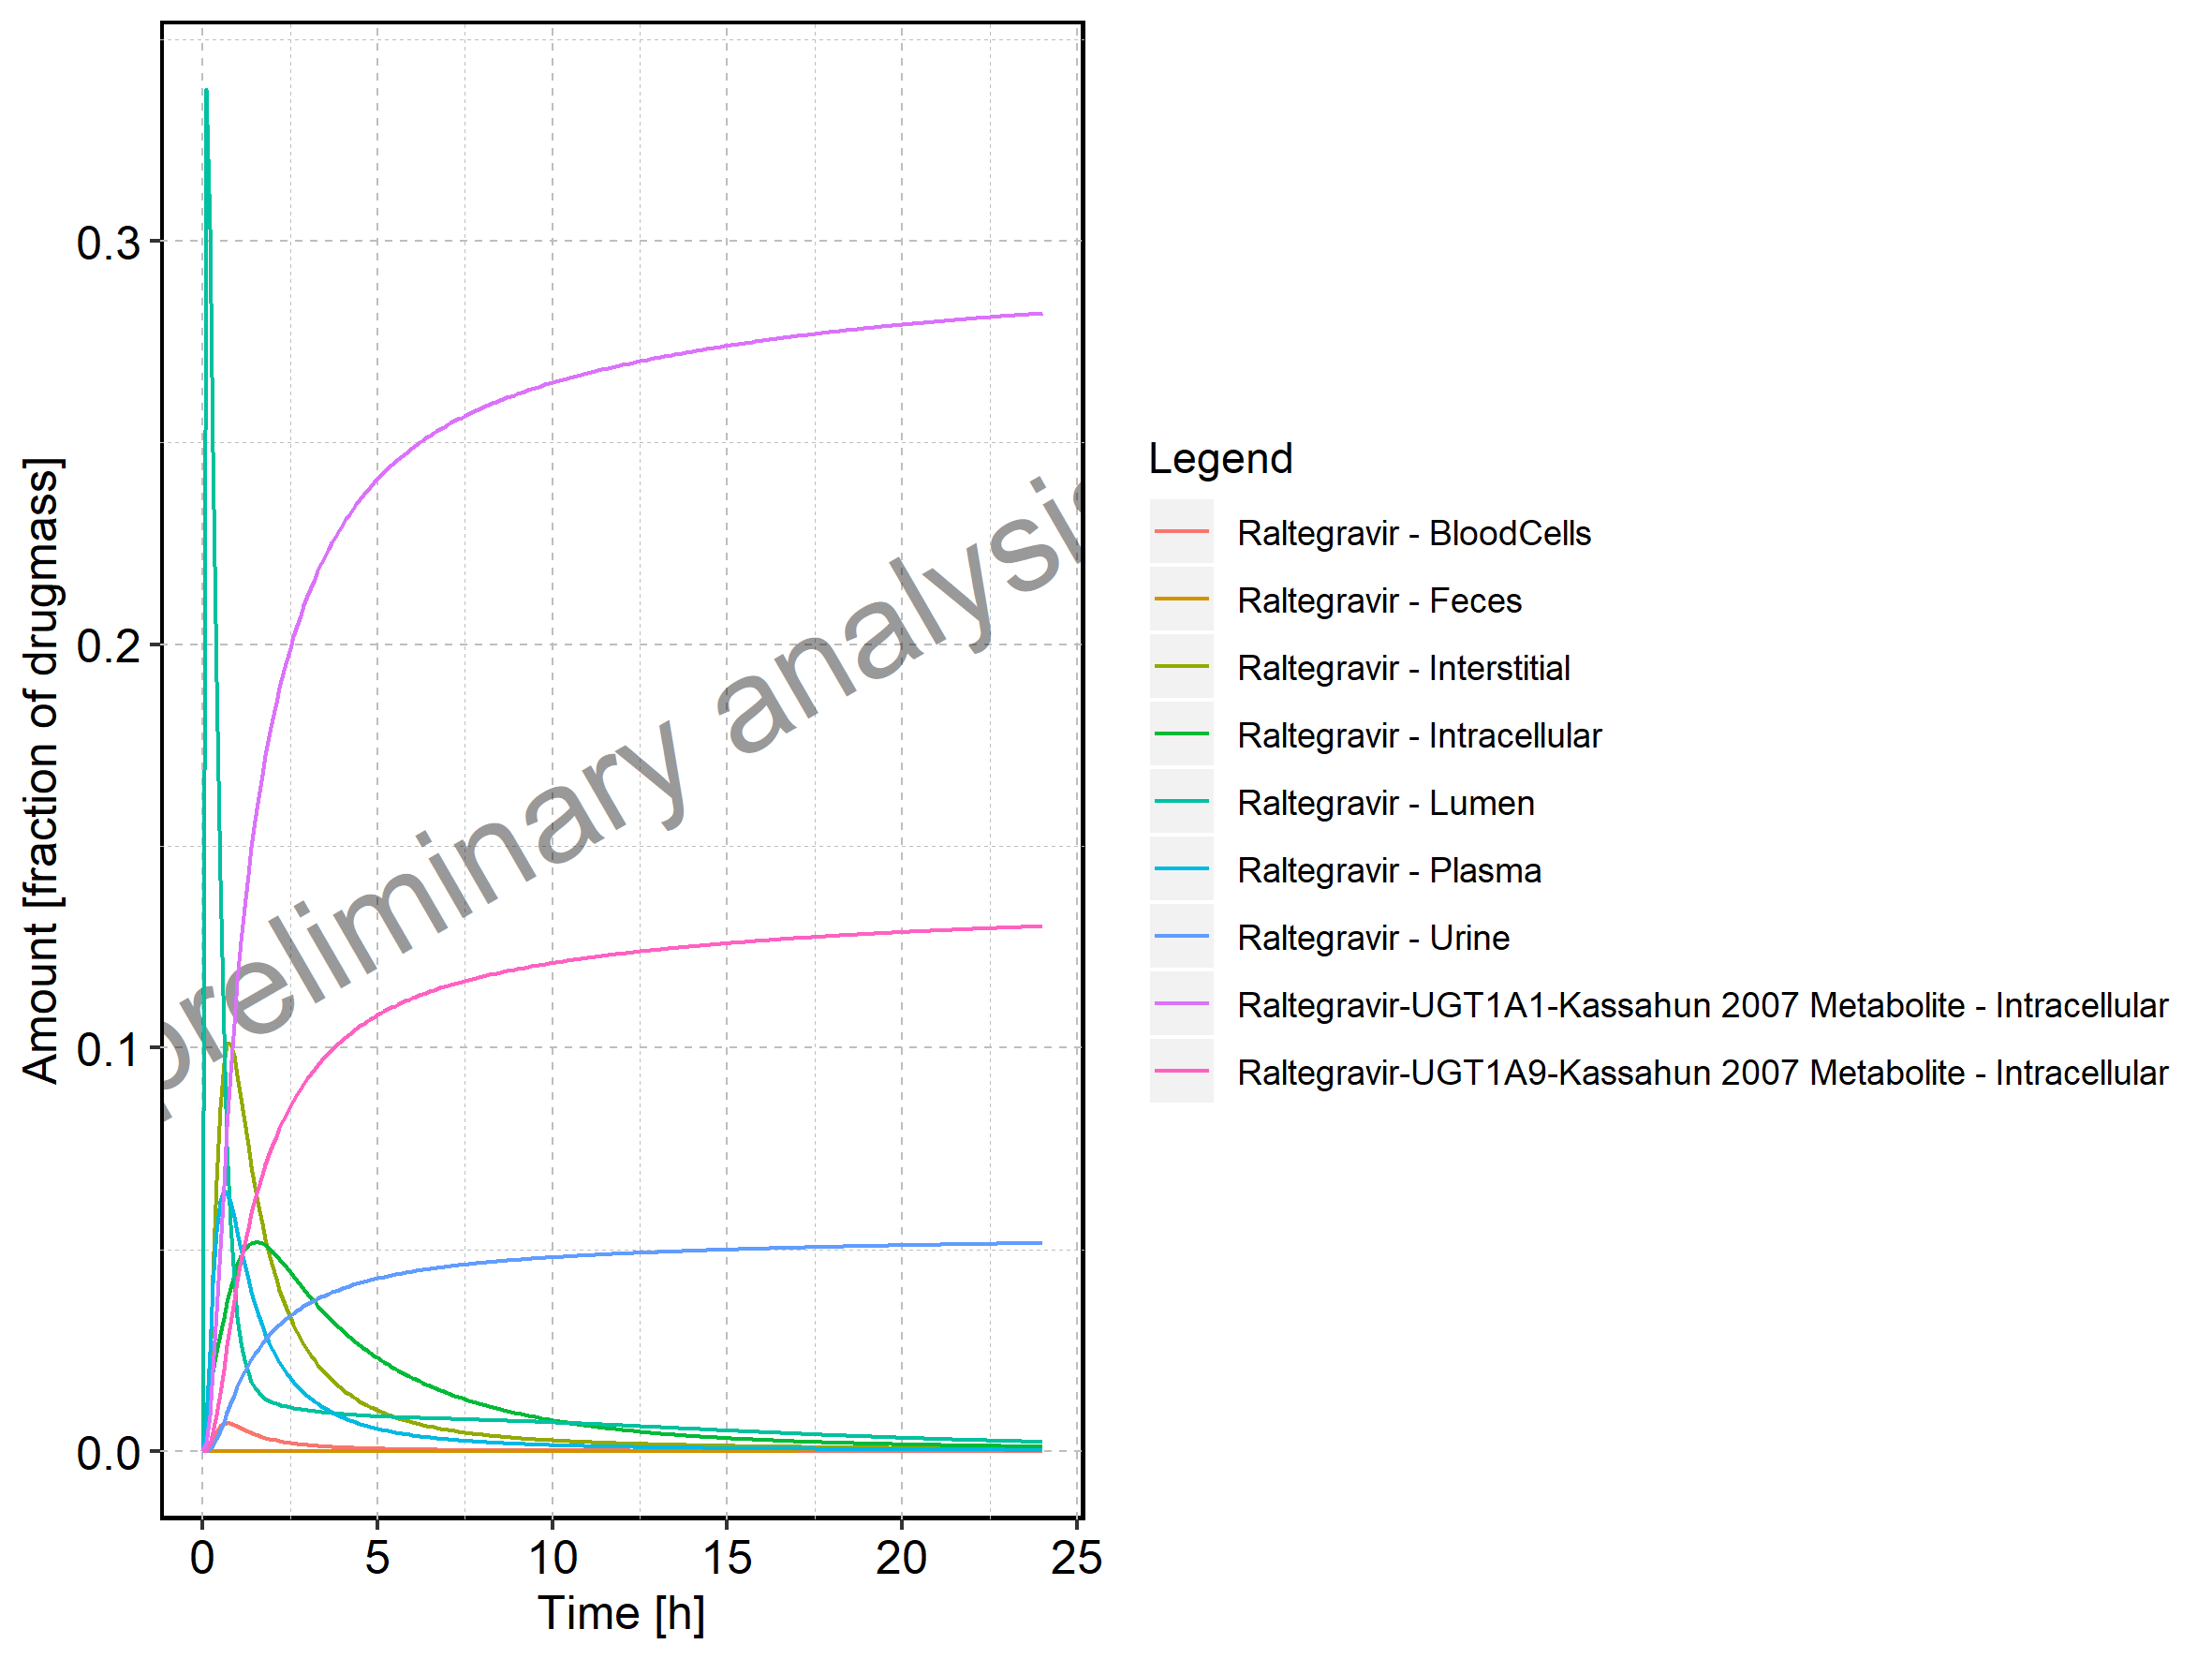 0.3
0.2
0.1
0.0
0
5
10
15
20
25
Time [h]
Amount [fraction of drugmass]
preliminary analysis
Legend
Raltegravir - BloodCells
Raltegravir - Feces
Raltegravir - Interstitial
Raltegravir - Intracellular
Raltegravir - Lumen
Raltegravir - Plasma
Raltegravir - Urine
Raltegravir-UGT1A1-Kassahun 2007 Metabolite - Intracellular
Raltegravir-UGT1A9-Kassahun 2007 Metabolite - Intracellular